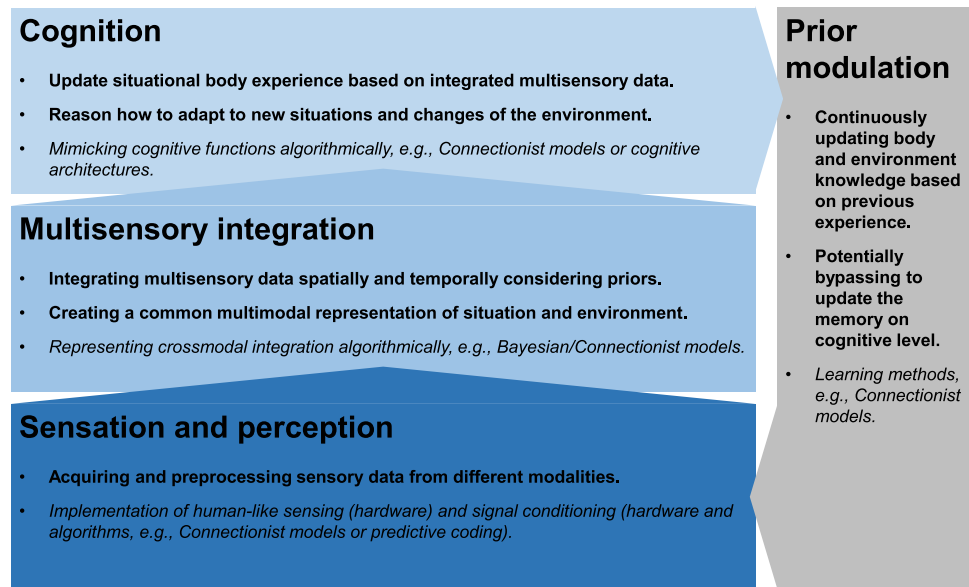 Cognition
• Update situational body experience based on integrated multisensory data.
• Reason how to adapt to new situations and changes of the environment.
• Mimicking cognitive functions algorithmically, e.g., Connectionist models or cognitive
architectures.
Multisensory integration
• Integrating multisensory data spatially and temporally considering priors.
• Creating a common multimodal representation of situation and environment.
• Representing crossmodal integration algorithmically, e.g., Bayesian/Connectionist models.
Sensation and perception
• Acquiring and preprocessing sensory data from different modalities.
• Implementation of human-like sensing (hardware) and signal conditioning (hardware and
algorithms, e.g., Connectionist models or predictive coding).
Prior
modulation
• Continuously
updating body
and environment
knowledge based
on previous
experience.
• Potentially
bypassing to
update the
memory on
cognitive level.
• Learning methods,
e.g., Connectionist
models.